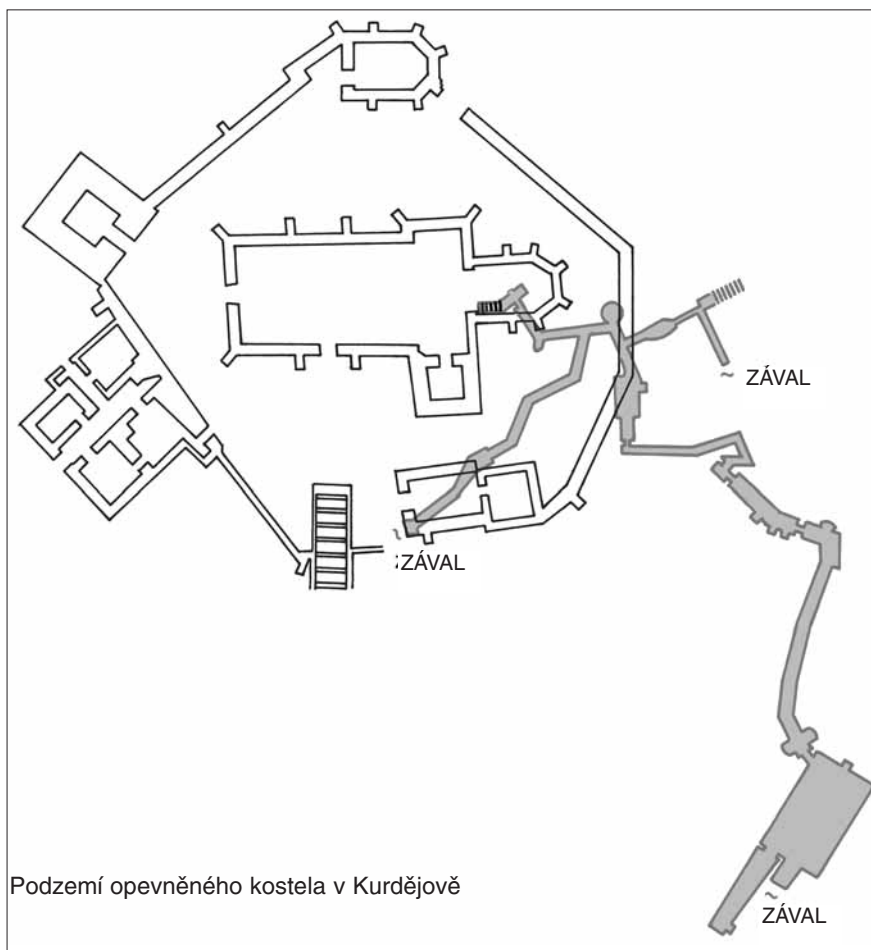 ~ ZÁVAL
~
ZÁVAL
Podzemí opevněného kostela v Kurdějově
~
ZÁVAL